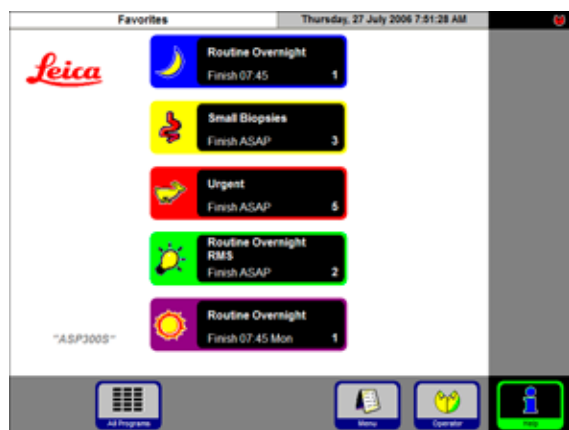 Favorites
Thursday, 27 July 2006 7:51:28 AM
Leica
Routine Overnight
Finish 07:45 1
Small Biopsies
Finish ASAP 3
Urgent
Finish ASAP 5
Routine Overnight
RMS
Finish ASAP 2
Routine Overnight
Finish 07:45 Mon 1
~ASP300S~
All Programs
Menu
Operator
i
Help